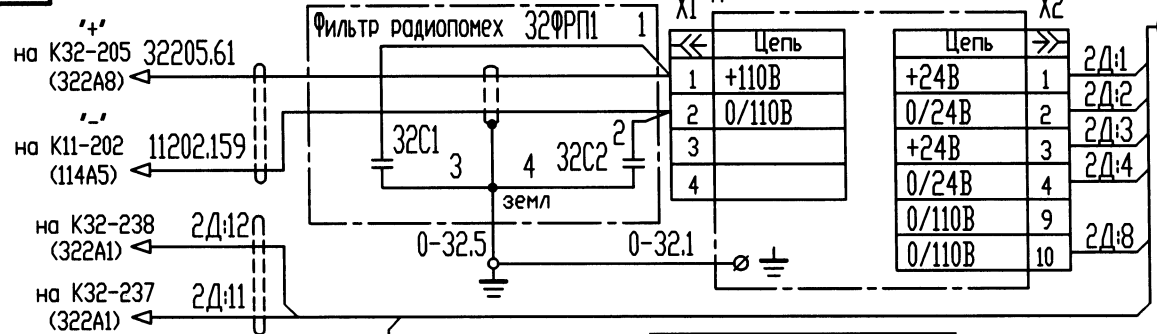 '+'
на К32-205 32205.61
(322А8)
'-'
на К11-202 11202.159
(114А5)
на К32-238 2Д:12
(322А1)
на К32-237 2Д:11
(322А1)
Фильтр радиопомех 32ФРП1 1
32С1 3 4 32С2 2
земл
0-32.5 0-32.1
X1
Цепь
1 +110В
2 0/110В
3
4
X2
Цепь
+24В 1 2Д:1
0/24В 2 2Д:2
+24В 3 2Д:3
0/24В 4 2Д:4
0/110В 9
0/110В 10 2Д:8